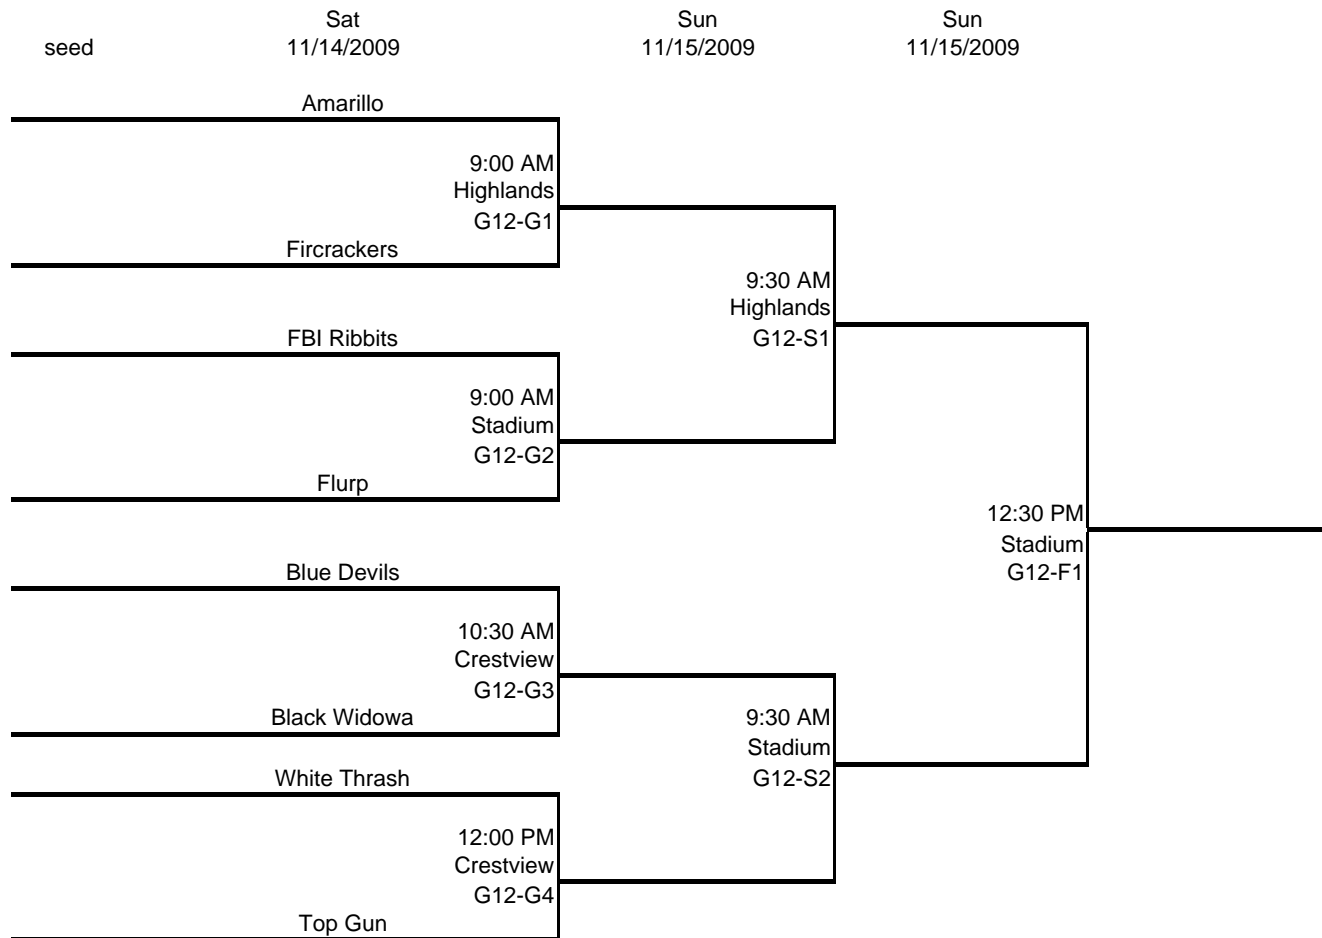 Sat
Sun
Sun
seed
11/14/2009
11/15/2009
11/15/2009
Amarillo
9:00 AM
Highlands
G12-G1
Fircrackers
9:30 AM
Highlands
G12-S1
FBI Ribbits
9:00 AM
Stadium
G12-G2
Flurp
12:30 PM
Stadium
G12-F1
Blue Devils
10:30 AM
Crestview
G12-G3
Black Widowa
9:30 AM
Stadium
G12-S2
White Thrash
12:00 PM
Crestview
G12-G4
Top Gun